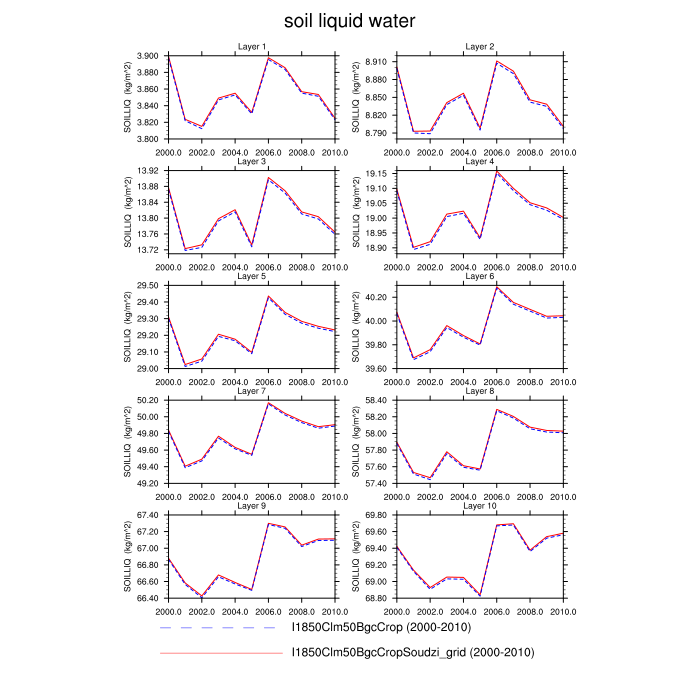 soil liquid water
Layer 1
Layer 2
SOILLIQ (kg/m^2)
3.900
3.880
3.860
3.840
3.820
3.800
2000.0 2002.0 2004.0 2006.0 2008.0 2010.0
SOILLIQ (kg/m^2)
8.910
8.880
8.850
8.820
8.790
2000.0 2002.0 2004.0 2006.0 2008.0 2010.0
Layer 3
Layer 4
SOILLIQ (kg/m^2)
13.92
13.88
13.84
13.80
13.76
13.72
2000.0 2002.0 2004.0 2006.0 2008.0 2010.0
SOILLIQ (kg/m^2)
19.15
19.10
19.05
19.00
18.95
18.90
2000.0 2002.0 2004.0 2006.0 2008.0 2010.0
Layer 5
Layer 6
SOILLIQ (kg/m^2)
29.50
29.40
29.30
29.20
29.10
29.00
2000.0 2002.0 2004.0 2006.0 2008.0 2010.0
SOILLIQ (kg/m^2)
40.20
40.00
39.80
39.60
2000.0 2002.0 2004.0 2006.0 2008.0 2010.0
Layer 7
Layer 8
SOILLIQ (kg/m^2)
50.20
50.00
49.80
49.60
49.40
49.20
2000.0 2002.0 2004.0 2006.0 2008.0 2010.0
SOILLIQ (kg/m^2)
58.40
58.20
58.00
57.80
57.60
57.40
2000.0 2002.0 2004.0 2006.0 2008.0 2010.0
Layer 9
Layer 10
SOILLIQ (kg/m^2)
67.40
67.20
67.00
66.80
66.60
66.40
2000.0 2002.0 2004.0 2006.0 2008.0 2010.0
SOILLIQ (kg/m^2)
69.80
69.60
69.40
69.20
69.00
68.80
2000.0 2002.0 2004.0 2006.0 2008.0 2010.0
I1850Clm50BgcCrop (2000-2010)
I1850Clm50BgcCropSoudzi_grid (2000-2010)